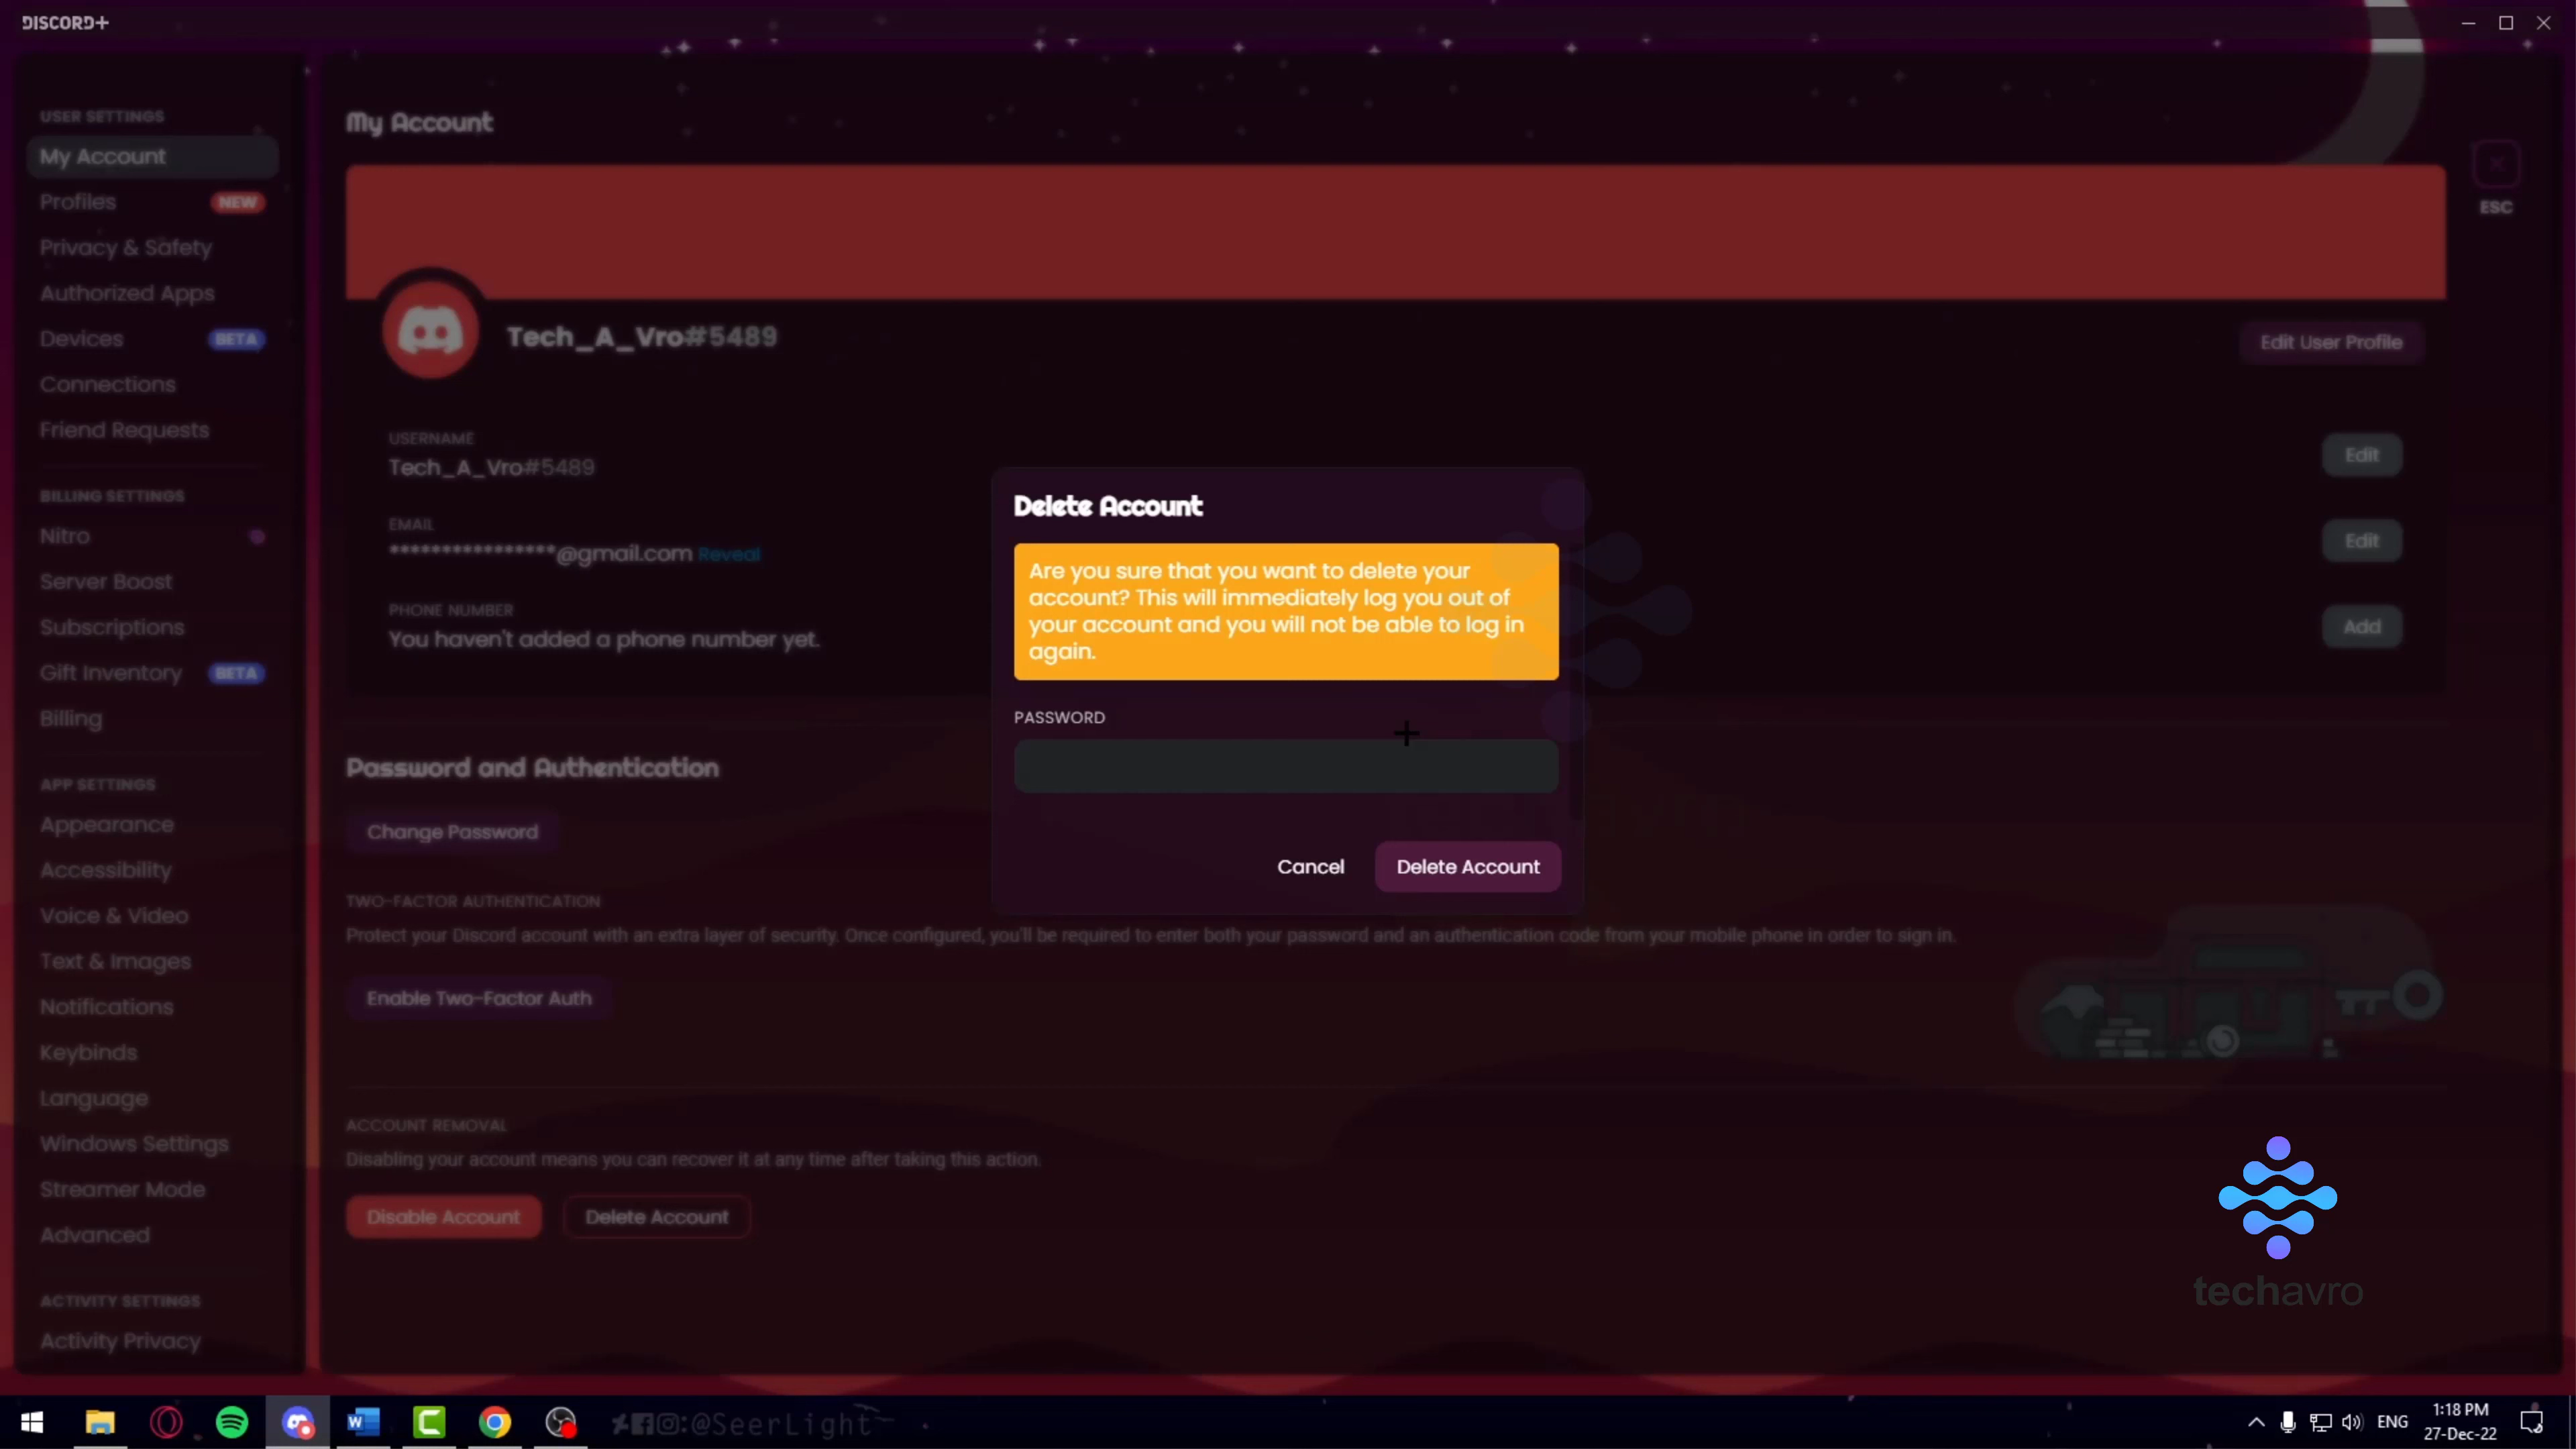 DISCORD+
USER SETTINGS
My Account
Profiles NEW
Privacy & Safety
Authorized Apps
Devices BETA
Connections
Friend Requests
BILLING SETTINGS
Nitro
Server Boost
Subscriptions
Gift Inventory BETA
Billing
APP SETTINGS
Appearance
Accessibility
Voice & Video
Text & Images
Notifications
Keybinds
Language
Windows Settings
Streamer Mode
Advanced
ACTIVITY SETTINGS
Activity Privacy
My Account
ESC
Tech_A_Vro#5489
Edit User Profile
USERNAME
Tech_A_Vro#5489
Edit
EMAIL
****************@gmail.com Reveal
Edit
PHONE NUMBER
You haven't added a phone number yet.
Add
Delete Account
Are you sure that you want to delete your
account? This will immediately log you out of
your account and you will not be able to log in
again.
PASSWORD
Cancel
Delete Account
Password and Authentication
Change Password
TWO-FACTOR AUTHENTICATION
Protect your Discord account with an extra layer of security. Once configured, you'll be required to enter both your password and an authentication code from your mobile phone in order to sign in.
Enable Two-Factor Auth
ACCOUNT REMOVAL
Disabling your account means you can recover it at any time after taking this action.
Disable Account
Delete Account
techavro
:@SeerLight
ENG
1:18 PM
27-Dec-22